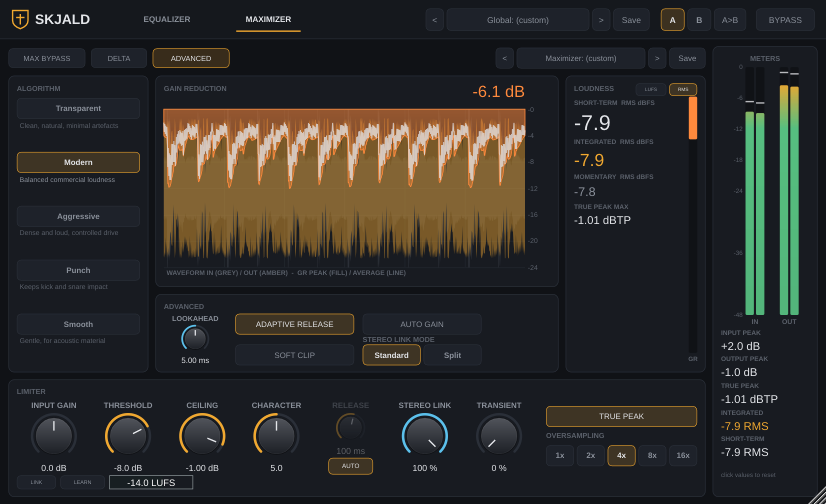 SKJALD EQUALIZER MAXIMIZER < Global: (custom) > Save A B A>B BYPASS
MAX BYPASS DELTA ADVANCED < Maximizer: (custom) > Save
ALGORITHM
Transparent
Clean, natural, minimal artefacts
Modern
Balanced commercial loudness
Aggressive
Dense and loud, controlled drive
Punch
Keeps kick and snare impact
Smooth
Gentle, for acoustic material
GAIN REDUCTION -6.1 dB
-0
-4
-8
-12
-16
-20
-24
WAVEFORM IN (GREY) / OUT (AMBER) - GR PEAK (FILL) / AVERAGE (LINE)
ADVANCED
LOOKAHEAD
5.00 ms
ADAPTIVE RELEASE AUTO GAIN
STEREO LINK MODE
SOFT CLIP Standard Split
LOUDNESS LUFS RMS
SHORT-TERM RMS dBFS
-7.9
INTEGRATED RMS dBFS
-7.9
MOMENTARY RMS dBFS
-7.8
TRUE PEAK MAX
-1.01 dBTP
GR
LIMITER
INPUT GAIN THRESHOLD CEILING CHARACTER RELEASE STEREO LINK TRANSIENT
0.0 dB -8.0 dB -1.00 dB 5.0 100 ms 100 % 0 %
AUTO
LINK LEARN -14.0 LUFS
TRUE PEAK
OVERSAMPLING
1x 2x 4x 8x 16x
METERS
-0
-6
-12
-18
-24
-36
-48
IN OUT
INPUT PEAK
+2.0 dB
OUTPUT PEAK
-1.0 dB
TRUE PEAK
-1.01 dBTP
INTEGRATED
-7.9 RMS
SHORT-TERM
-7.9 RMS
click values to reset